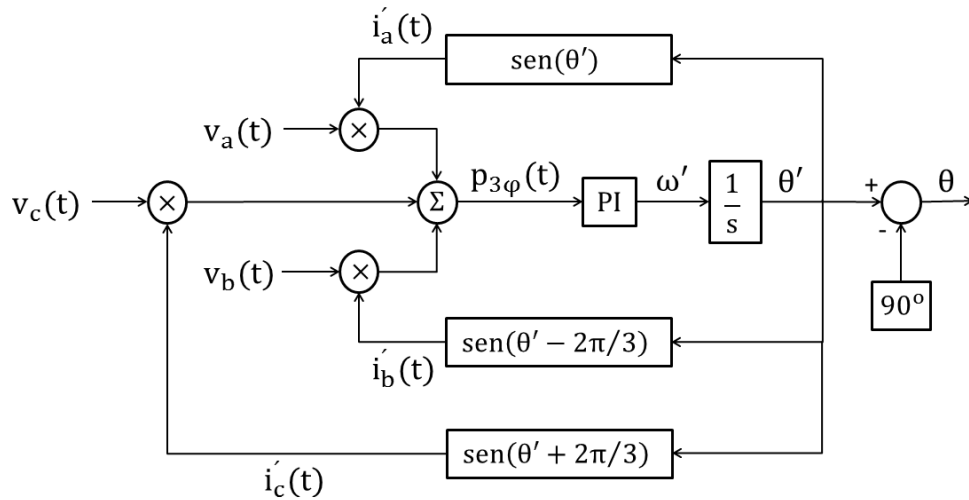 i´a(t)
sen(θ′)
va(t)
×
p3φ(t)
ω′
θ′
+
θ
vc(t)
×
Σ
PI
1
s
-
vb(t)
×
90º
i´b(t)
sen(θ′ − 2π/3)
i´c(t)
sen(θ′ + 2π/3)